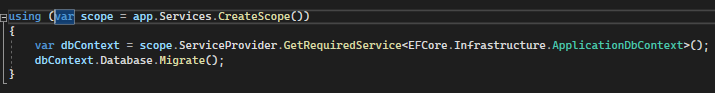 using (var scope = app.Services.CreateScope())
{
var dbContext = scope.ServiceProvider.GetRequiredService<EFCore.Infrastructure.ApplicationDbContext>();
dbContext.Database.Migrate();
}